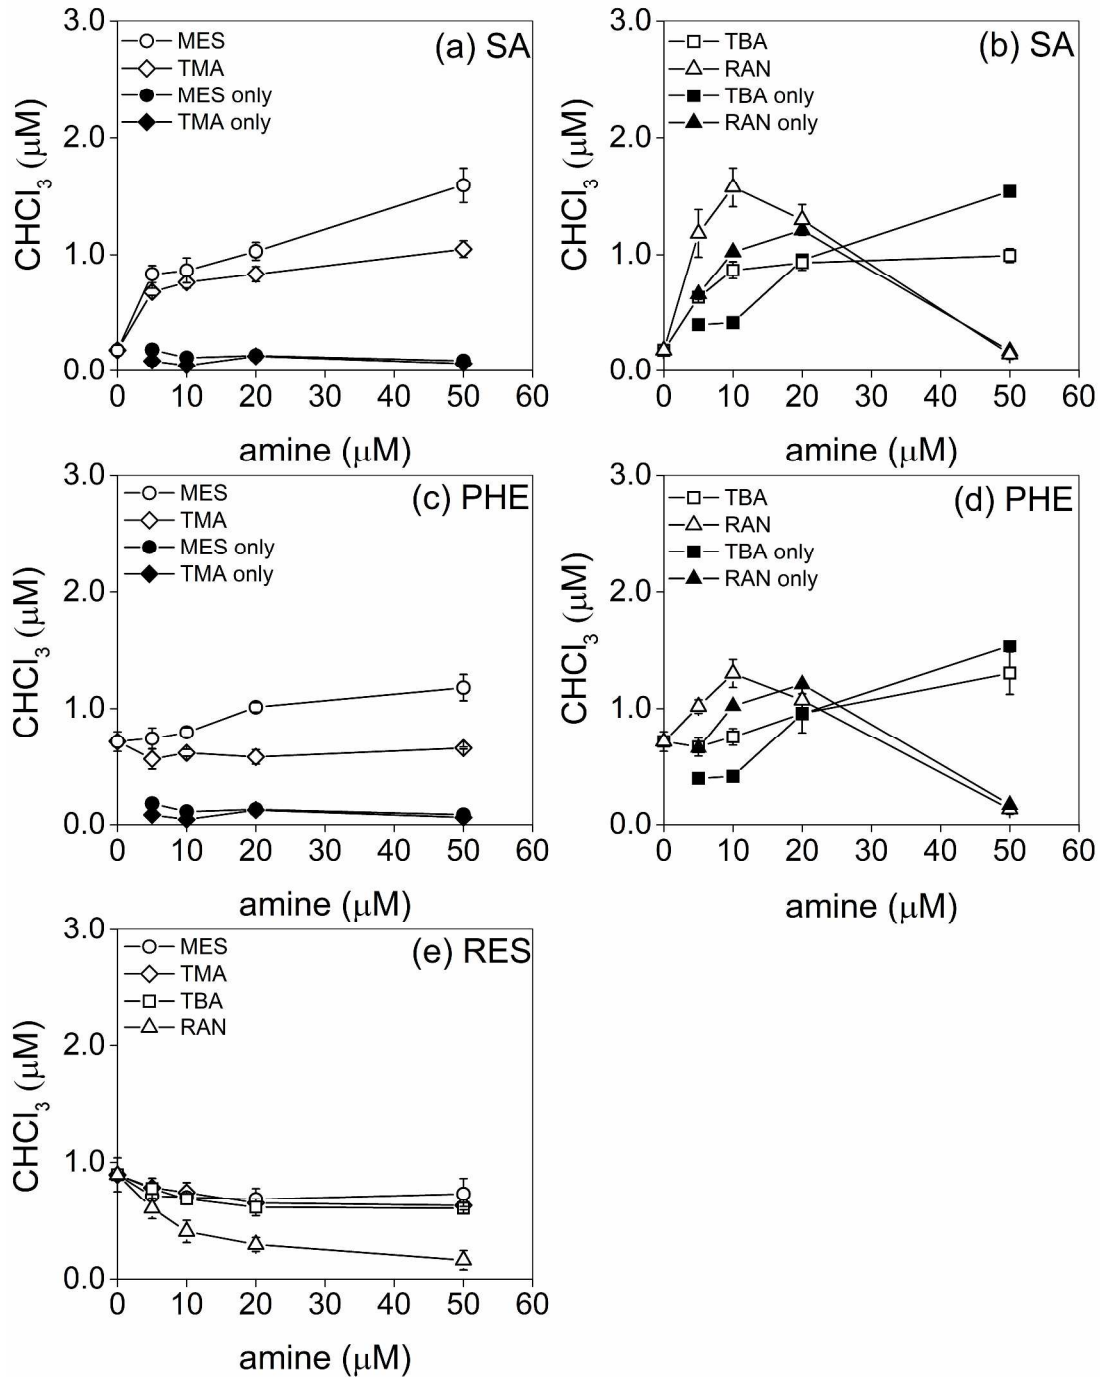 (a) SA
MES
TMA
MES only
TMA only
3.0
2.0
1.0
0.0
CHCl3 (μM)
0 10 20 30 40 50 60
amine (μM)
(b) SA
TBA
RAN
TBA only
RAN only
3.0
2.0
1.0
0.0
CHCl3 (μM)
0 10 20 30 40 50 60
amine (μM)
(c) PHE
MES
TMA
MES only
TMA only
3.0
2.0
1.0
0.0
CHCl3 (μM)
0 10 20 30 40 50 60
amine (μM)
(d) PHE
TBA
RAN
TBA only
RAN only
3.0
2.0
1.0
0.0
CHCl3 (μM)
0 10 20 30 40 50 60
amine (μM)
(e) RES
MES
TMA
TBA
RAN
3.0
2.0
1.0
0.0
CHCl3 (μM)
0 10 20 30 40 50 60
amine (μM)